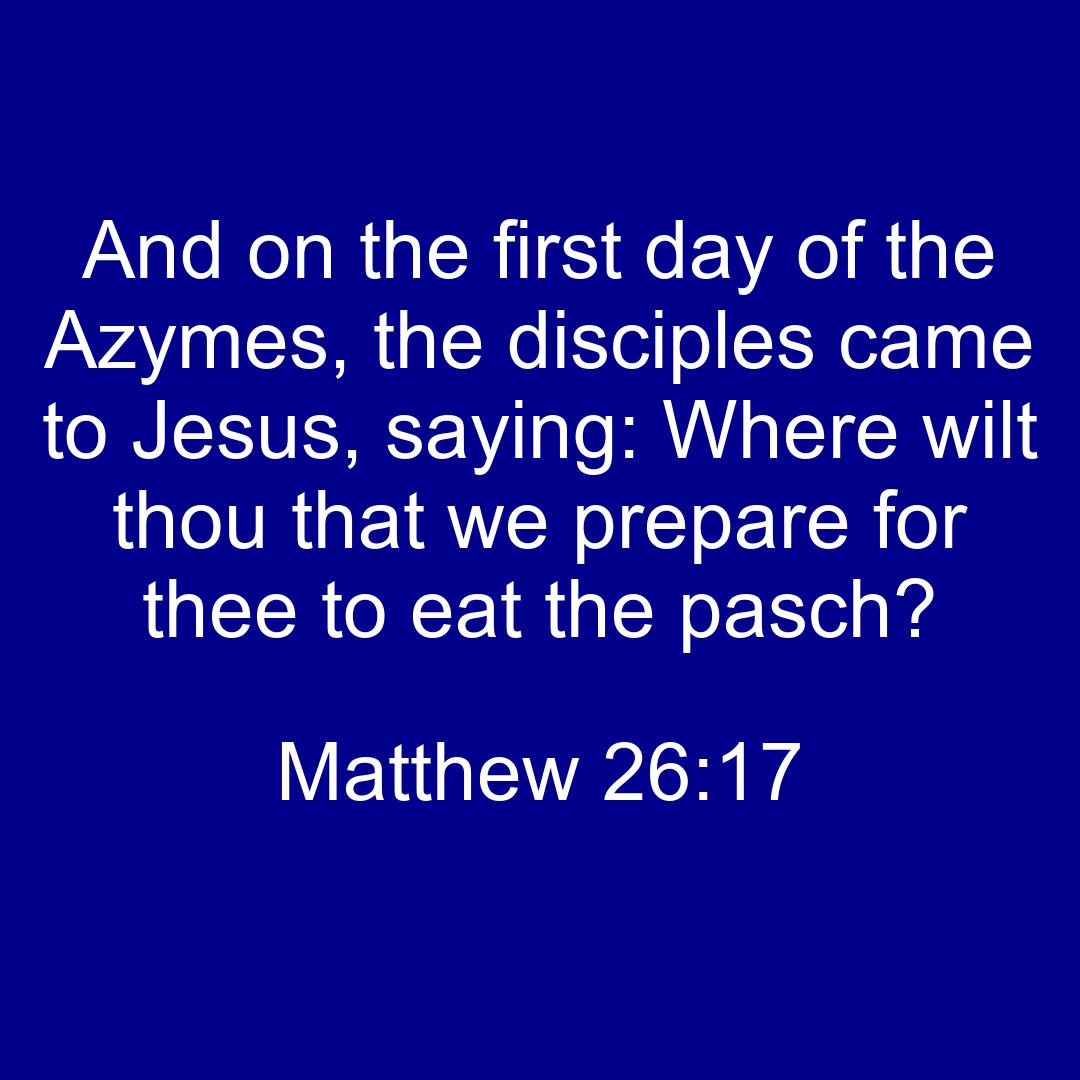 And on the first day of the
Azymes, the disciples came
to Jesus, saying: Where wilt
thou that we prepare for
thee to eat the pasch?
Matthew 26:17